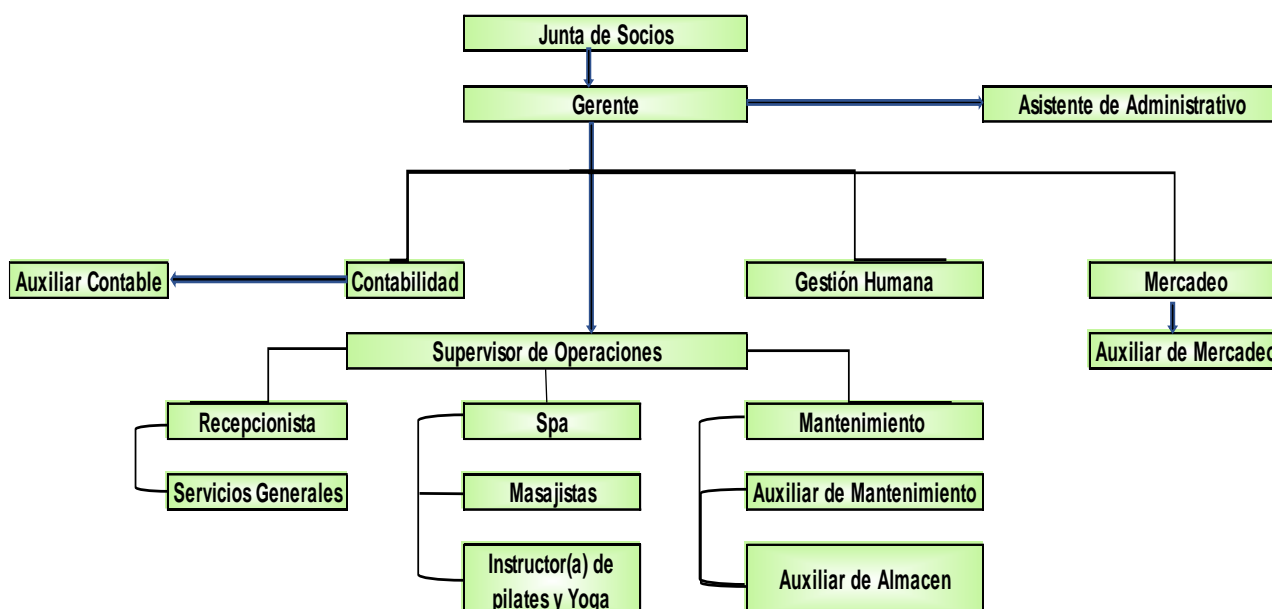 Junta de Socios
Gerente
Asistente de Administrativo
Auxiliar Contable
Contabilidad
Gestión Humana
Mercadeo
Supervisor de Operaciones
Auxiliar de Mercadeo
Recepcionista
Spa
Mantenimiento
Servicios Generales
Masajistas
Auxiliar de Mantenimiento
Instructor(a) de
pilates y Yoga
Auxiliar de Almacen